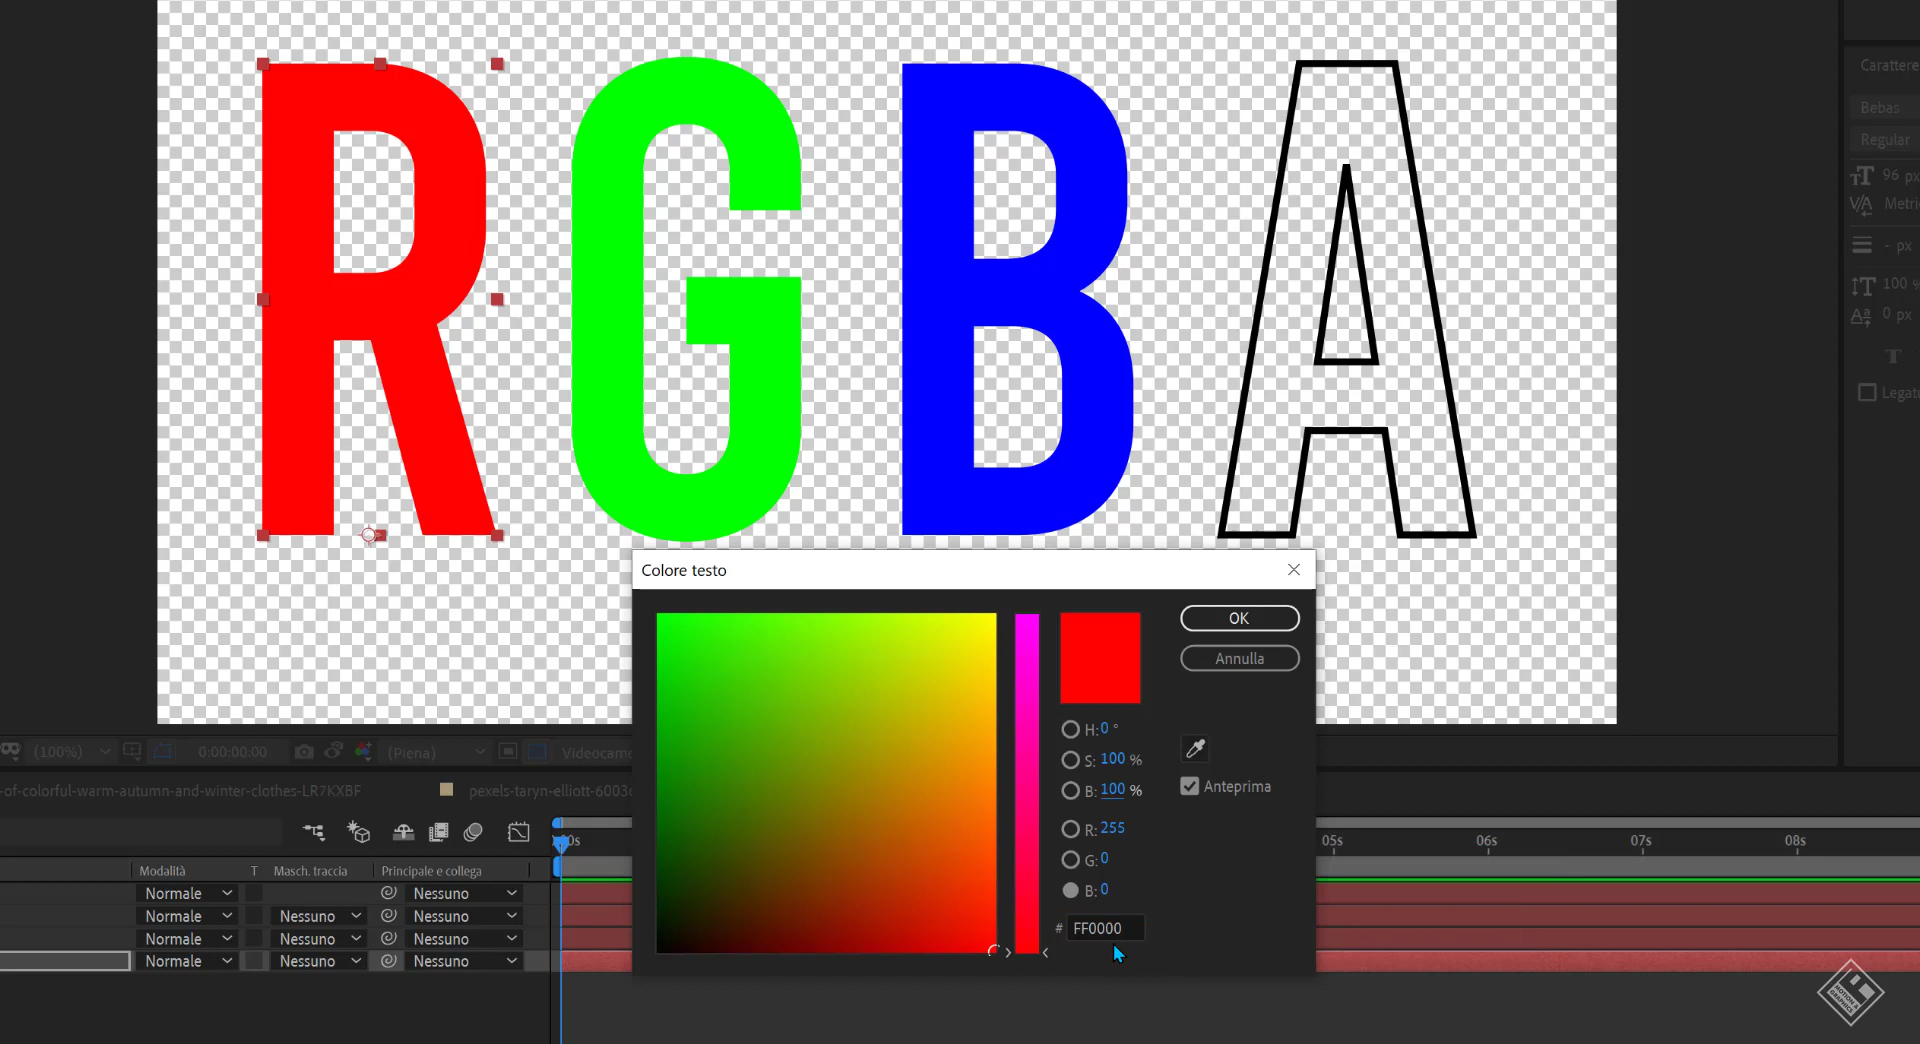 RGBA
Carattere
Bebas
Regular
96 px
Metri
- px
100 %
0 px
T
Legatu
Colore testo
OK
Annulla
H: 0 °
S: 100 %
B: 100 %
Anteprima
R: 255
G: 0
B: 0
# FF0000
(100%)
0:00:00:00
(Piena)
Videocam
-of-colorful-warm-autumn-and-winter-clothes-LR7KXBF
pexels-taryn-elliott-6003
00s
05s
06s
07s
08s
Modalità T Masch. traccia Principale e collega
Normale Nessuno
Normale Nessuno Nessuno
Normale Nessuno Nessuno
Normale Nessuno Nessuno